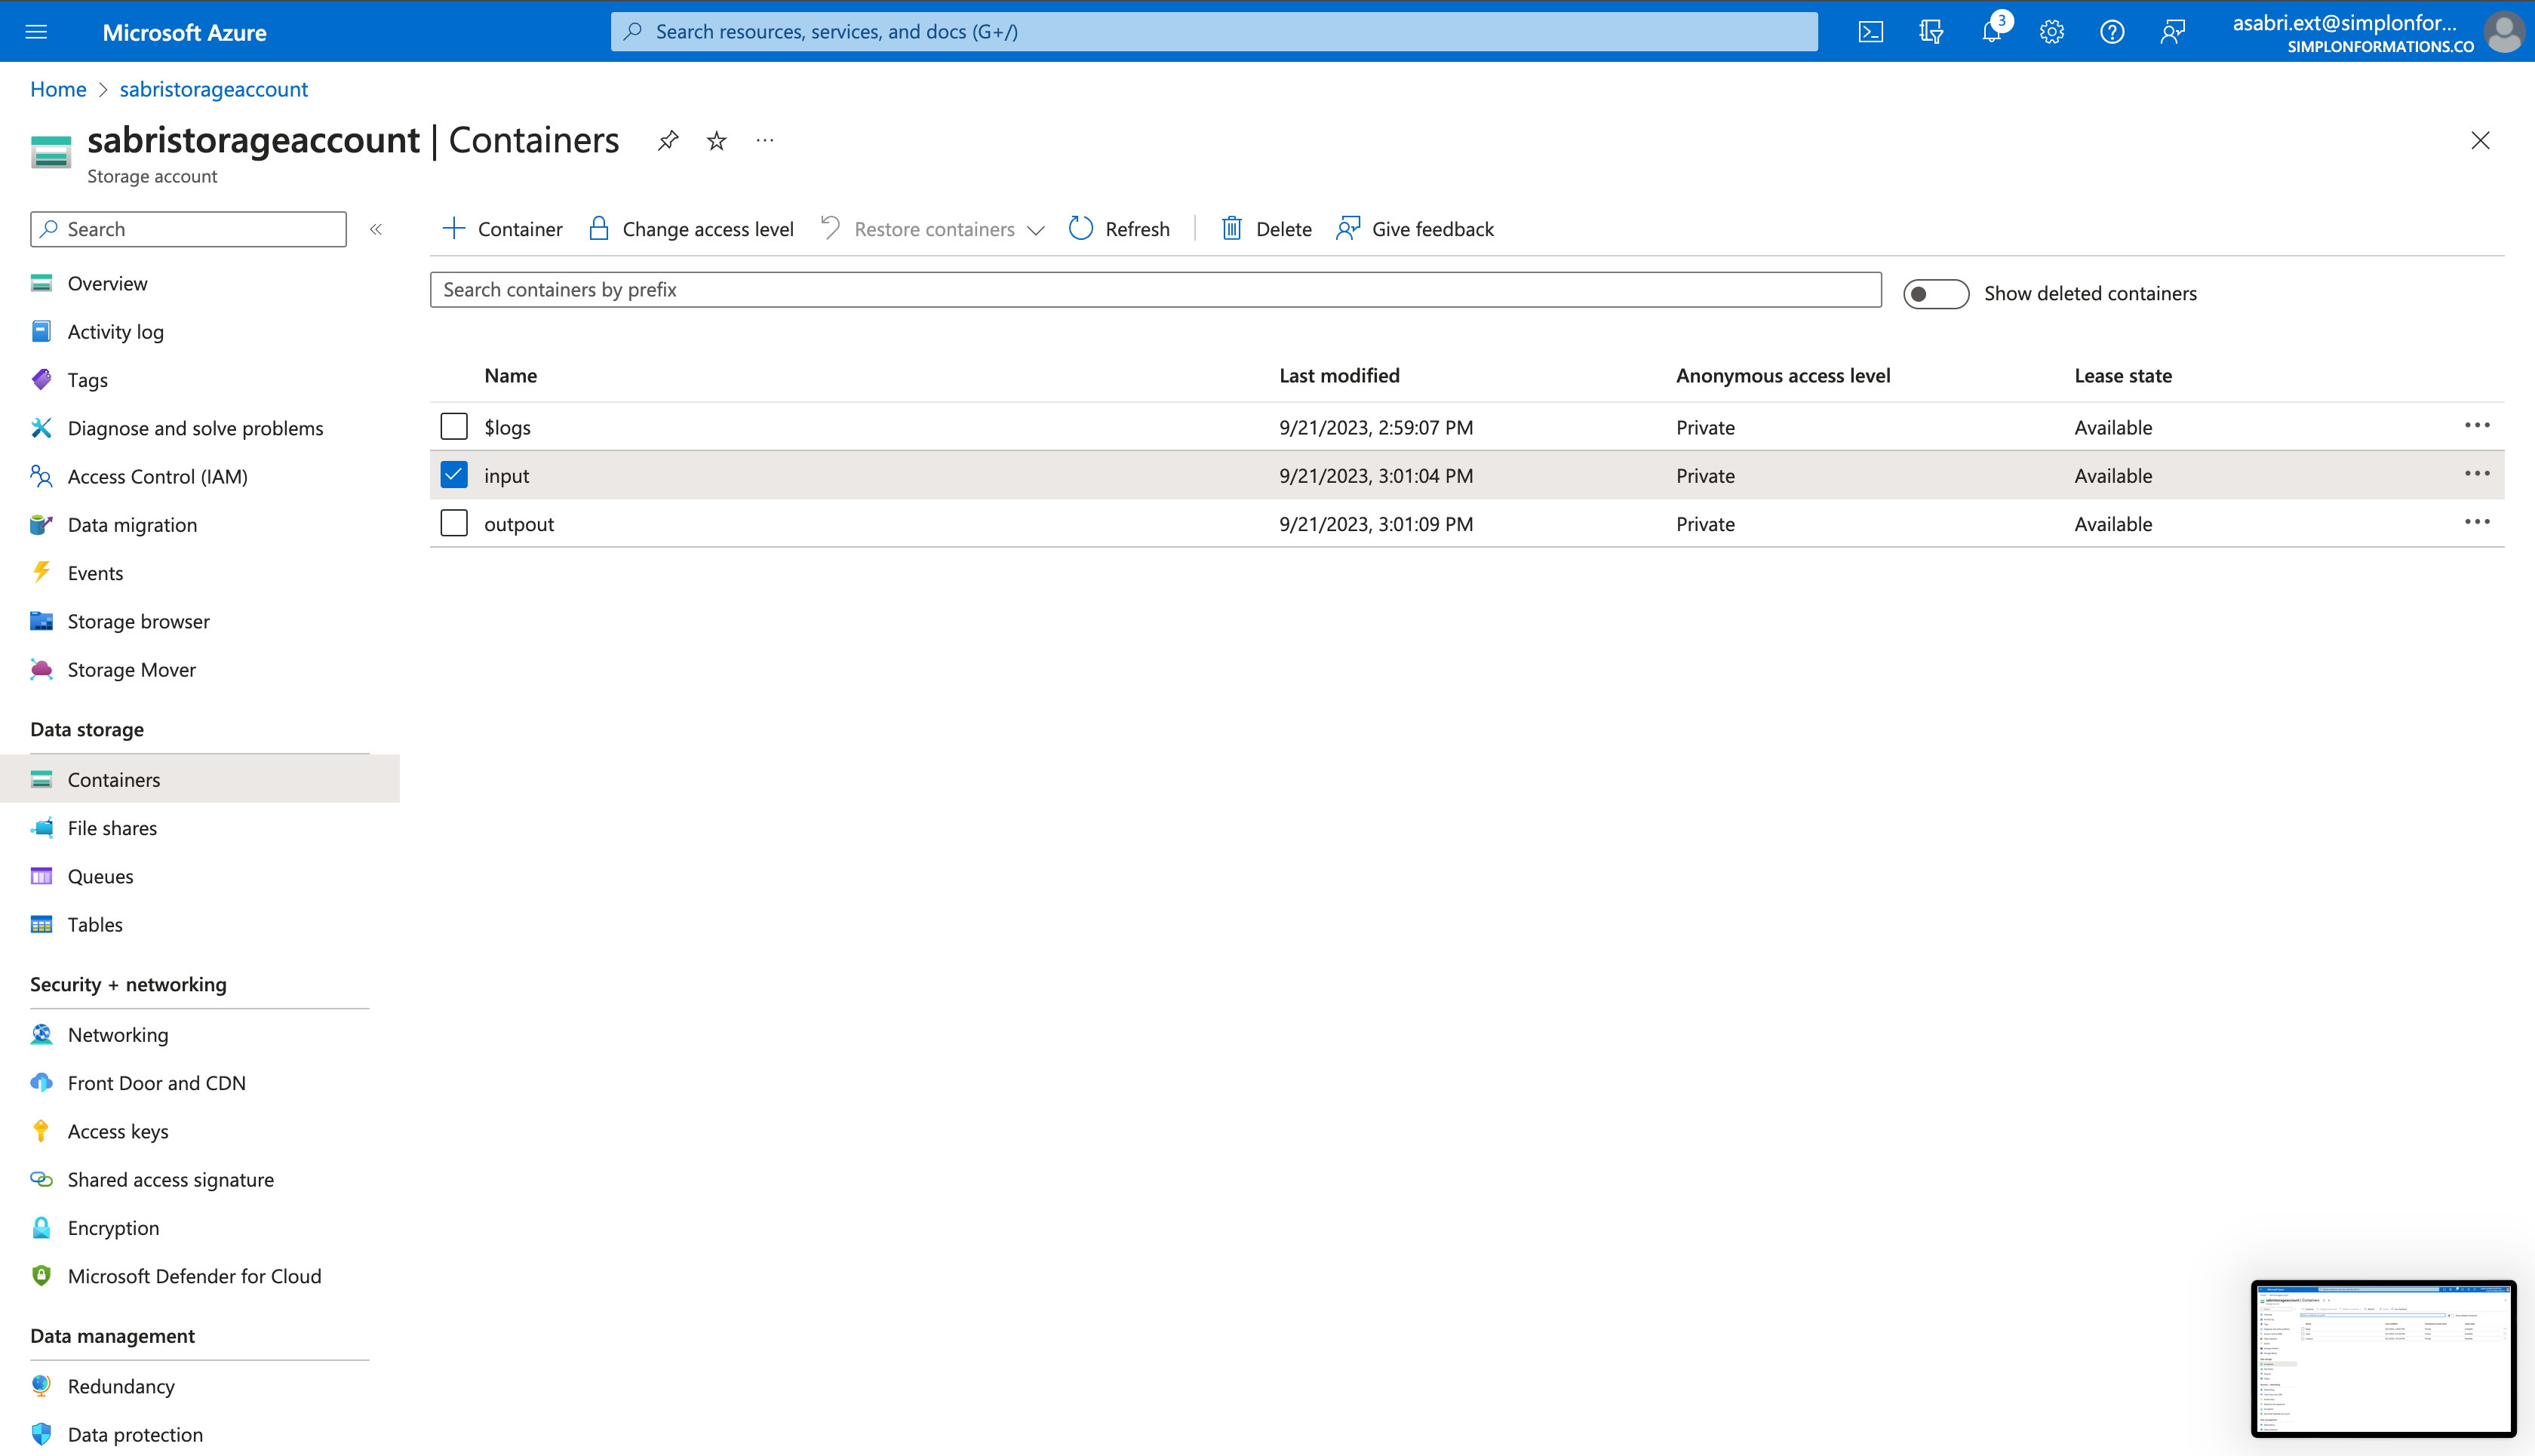 Microsoft Azure
Search resources, services, and docs (G+/)
3
asabri.ext@simplonfor...
SIMPLONFORMATIONS.CO
Home > sabristorageaccount
sabristorageaccount | Containers
Storage account
Search
Container
Change access level
Restore containers
Refresh
Delete
Give feedback
Search containers by prefix
Show deleted containers
Name Last modified Anonymous access level Lease state
$logs 9/21/2023, 2:59:07 PM Private Available
input 9/21/2023, 3:01:04 PM Private Available
outpout 9/21/2023, 3:01:09 PM Private Available
Overview
Activity log
Tags
Diagnose and solve problems
Access Control (IAM)
Data migration
Events
Storage browser
Storage Mover
Data storage
Containers
File shares
Queues
Tables
Security + networking
Networking
Front Door and CDN
Access keys
Shared access signature
Encryption
Microsoft Defender for Cloud
Data management
Redundancy
Data protection